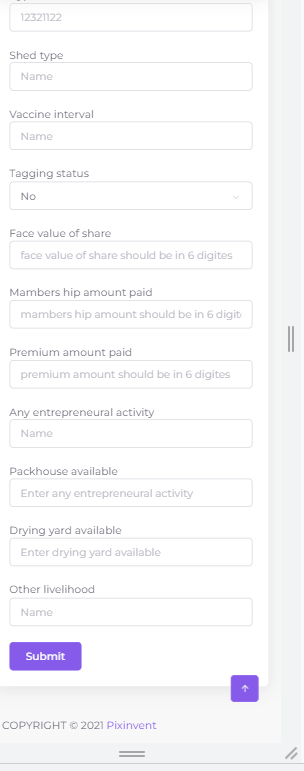 12321122
Shed type
Name
Vaccine interval
Name
Tagging status
No
Face value of share
face value of share should be in 6 digites
Mambers hip amount paid
mambers hip amount should be in 6 digit
Premium amount paid
premium amount should be in 6 digites
Any entrepreneural activity
Name
Packhouse available
Enter any entrepreneural activity
Drying yard available
Enter drying yard available
Other livelihood
Name
Submit
COPYRIGHT © 2021 Pixinvent